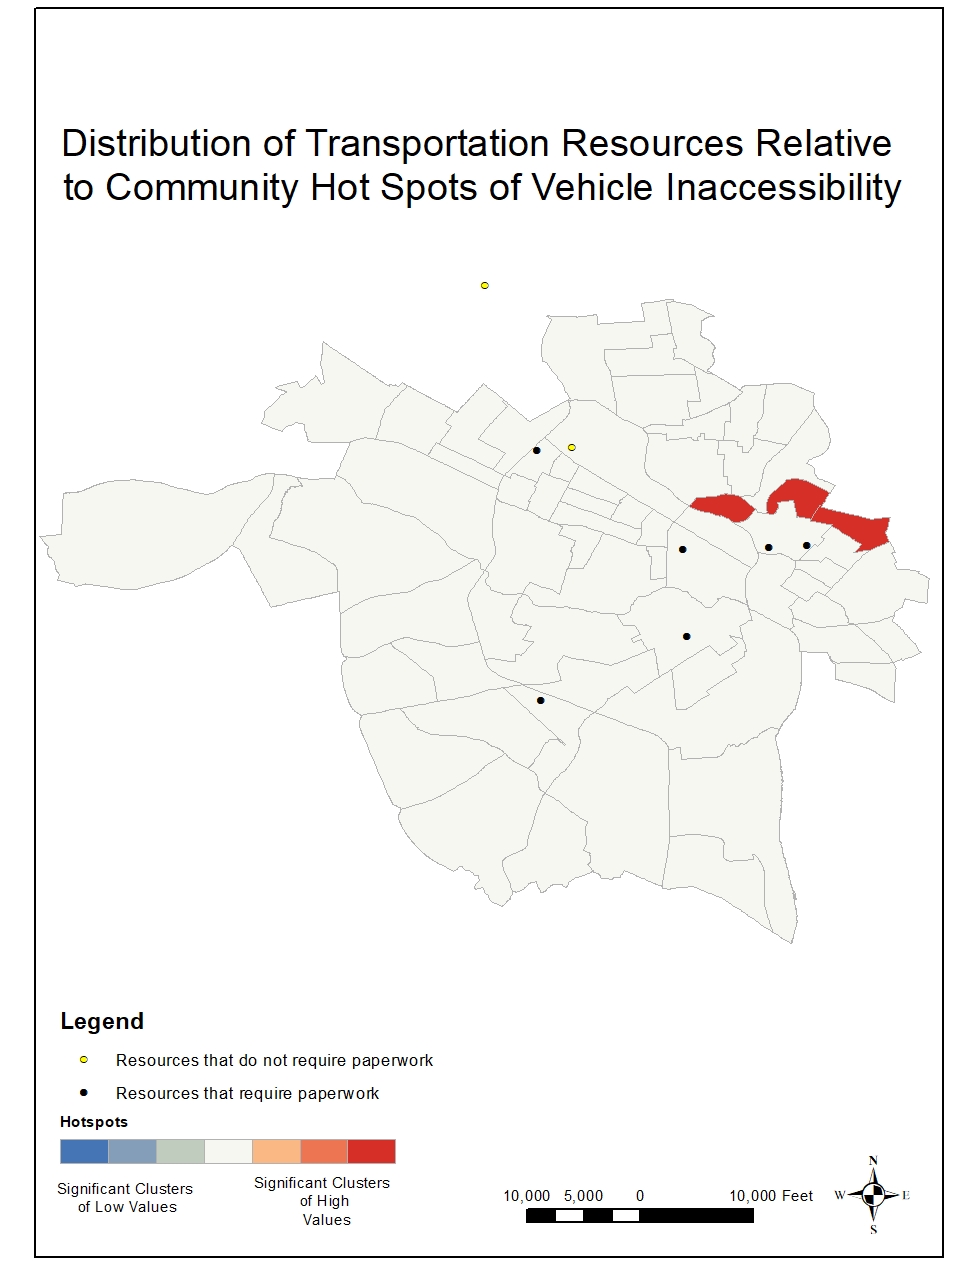 Distribution of Transportation Resources Relative
to Community Hot Spots of Vehicle Inaccessibility
Legend
Resources that do not require paperwork
Resources that require paperwork
Hotspots
Significant Clusters
of Low Values
Significant Clusters
of High
Values
10,000 5,000 0 10,000 Feet
N
W E
S